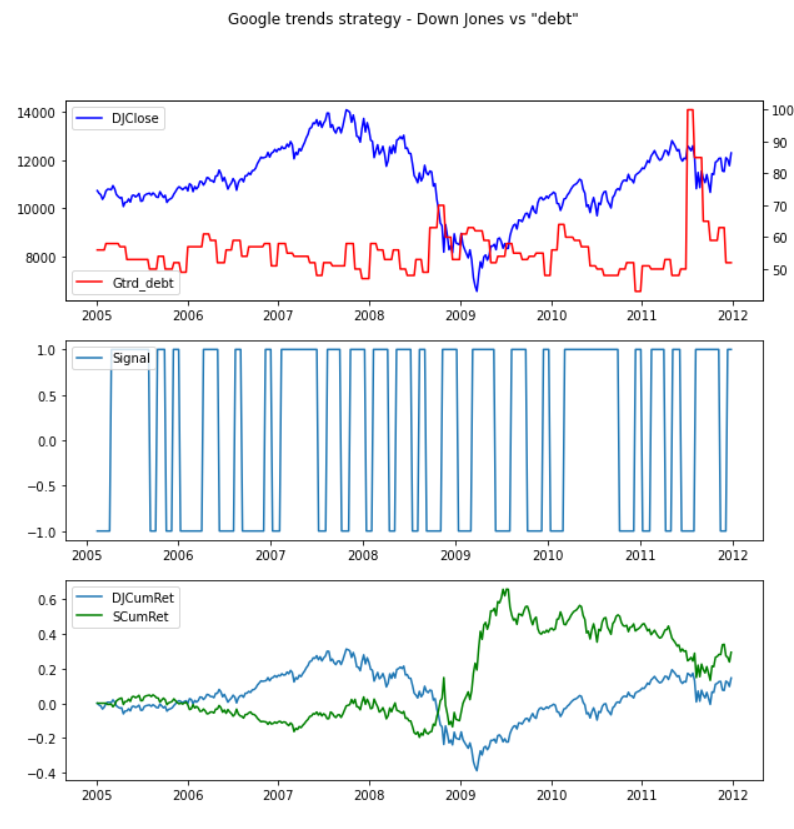 Google trends strategy - Down Jones vs "debt"
DJClose
Gtrd_debt
14000
12000
10000
8000
100
90
80
70
60
50
2005 2006 2007 2008 2009 2010 2011 2012
Signal
1.0
0.5
0.0
−0.5
−1.0
2005 2006 2007 2008 2009 2010 2011 2012
DJCumRet
SCumRet
0.6
0.4
0.2
0.0
−0.2
−0.4
2005 2006 2007 2008 2009 2010 2011 2012